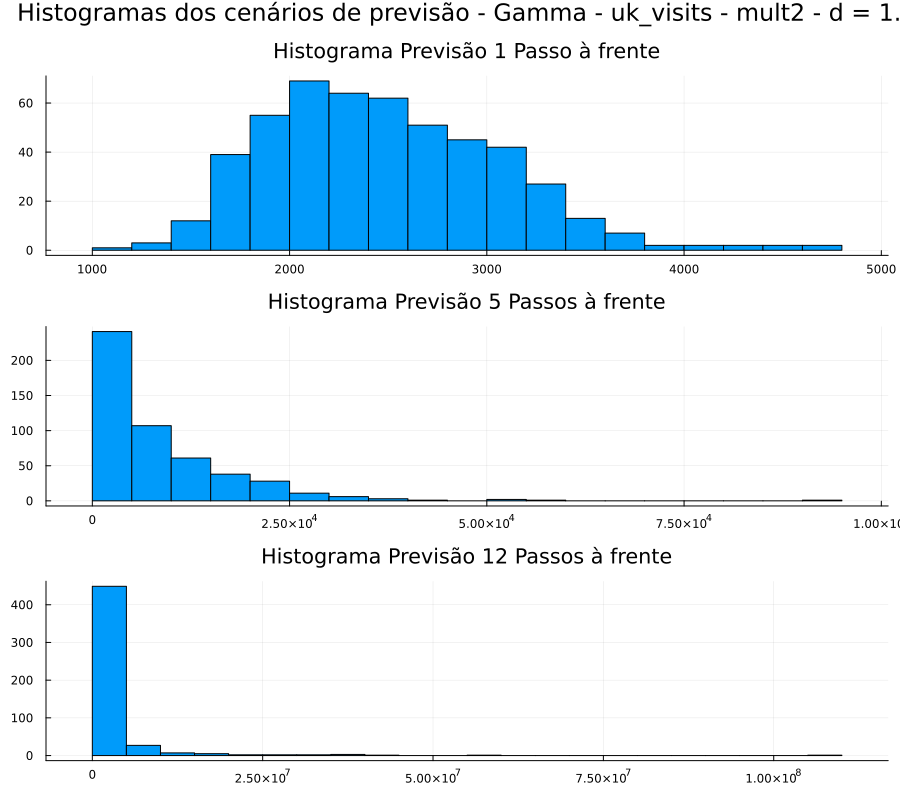 Histogramas dos cenários de previsão - Gamma - uk_visits - mult2 - d = 1.
Histograma Previsão 1 Passo à frente
60
40
20
0
1000 2000 3000 4000 5000
Histograma Previsão 5 Passos à frente
200
150
100
50
0
0 2.50×10⁴ 5.00×10⁴ 7.50×10⁴ 1.00×10
Histograma Previsão 12 Passos à frente
400
300
200
100
0
0 2.50×10⁷ 5.00×10⁷ 7.50×10⁷ 1.00×10⁸